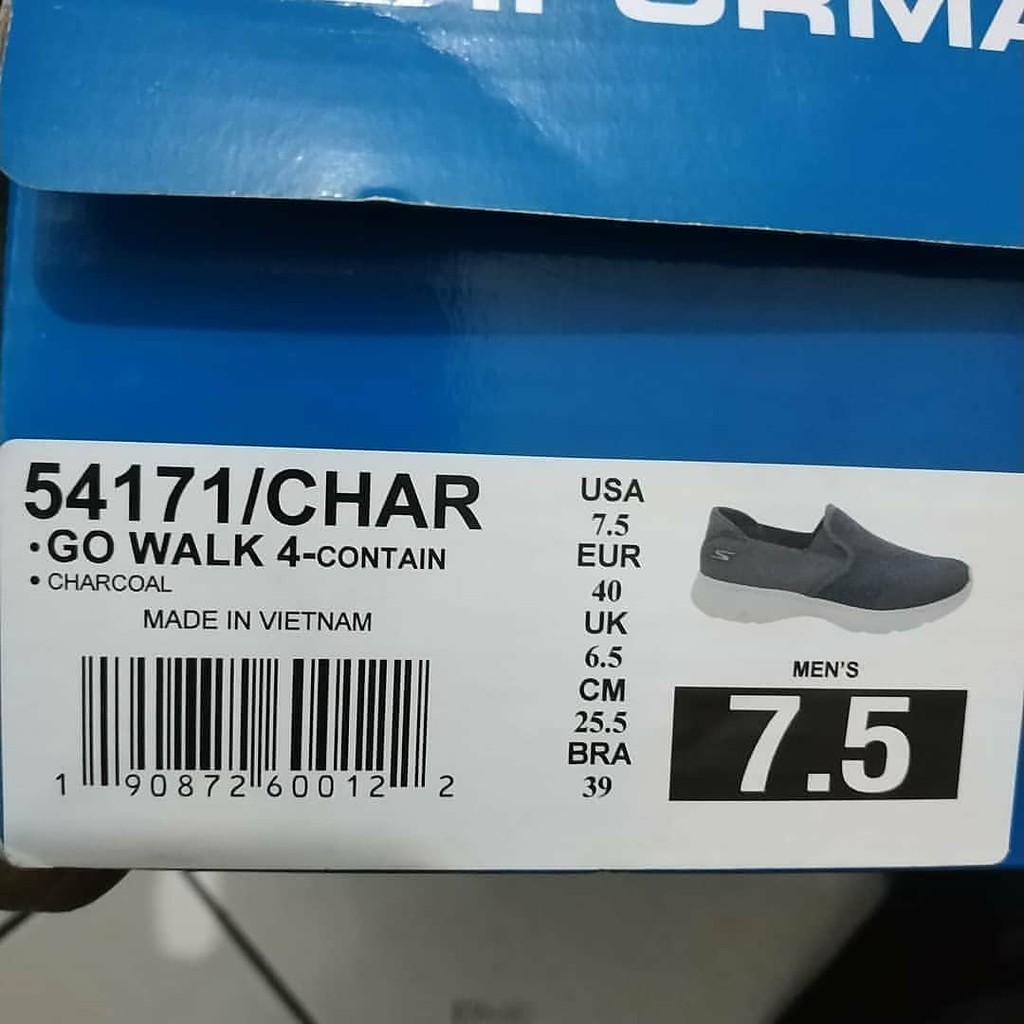 54171/CHAR
•GO WALK 4-CONTAIN
• CHARCOAL
MADE IN VIETNAM
1 90872 60012 2
USA
7.5
EUR
40
UK
6.5
CM
25.5
BRA
39
MEN'S
7.5